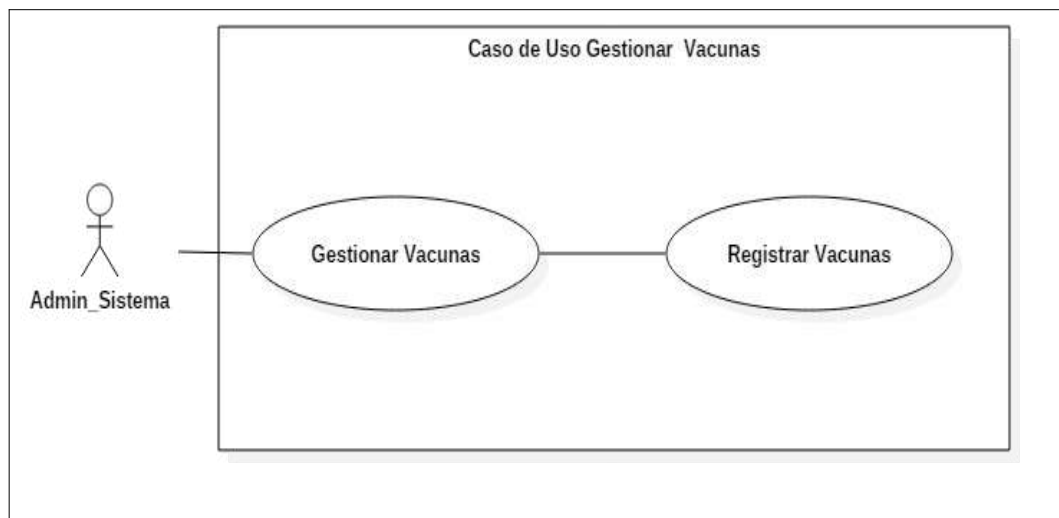 Caso de Uso Gestionar Vacunas
Gestionar Vacunas
Registrar Vacunas
Admin_Sistema